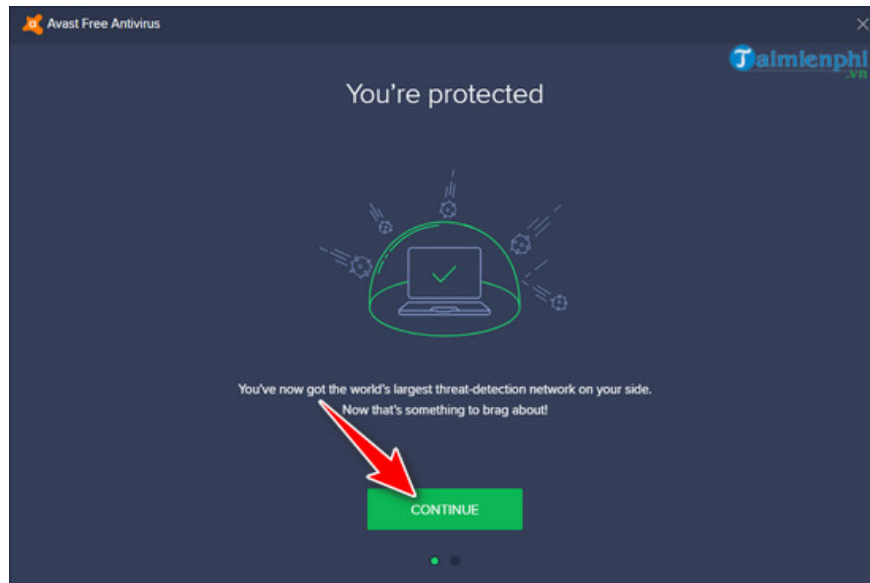 Avast Free Antivirus
Taimienphi
.vn
You're protected
You've now got the world's largest threat-detection network on your side.
Now that's something to brag about!
CONTINUE